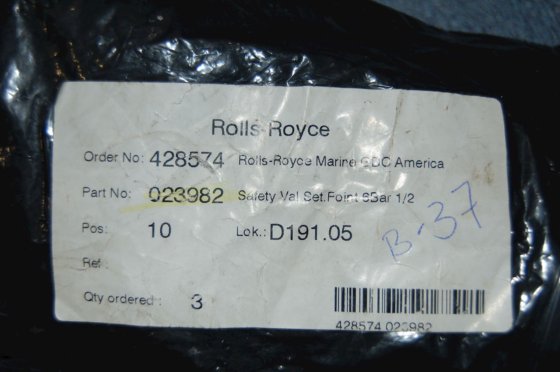 Rolls-Royce
Order No: 428574 Rolls-Royce Marine CDC America
Part No: 023982 Safety Val Set.Point 8Bar 1/2
Pos: 10 Lok.: D191.05
B-37
Ref
Qty ordered : 3
428574 023982